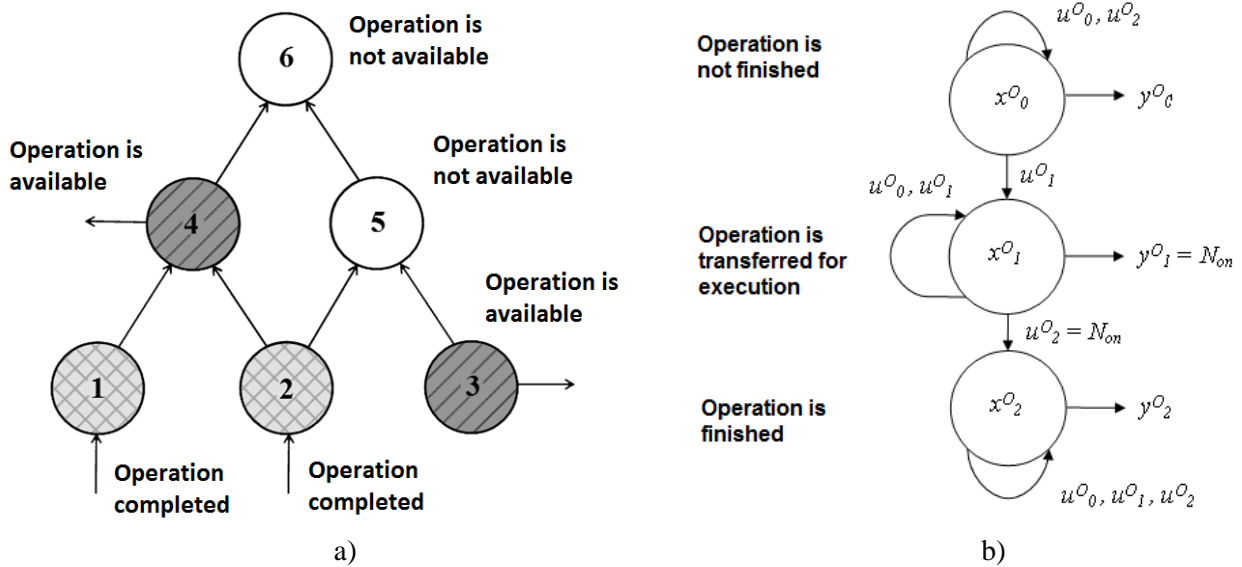 Operation is
not available
6
Operation is
available
Operation is
not available
4
5
Operation is
available
1
2
3
Operation
completed
Operation
completed
a)
u^O_0, u^O_2
Operation is
not finished
x^O_0
y^O_0
u^O_1
u^O_0, u^O_1
Operation is
transferred for
execution
x^O_1
y^O_1 = N_on
u^O_2 = N_on
Operation is
finished
x^O_2
y^O_2
u^O_0, u^O_1, u^O_2
b)